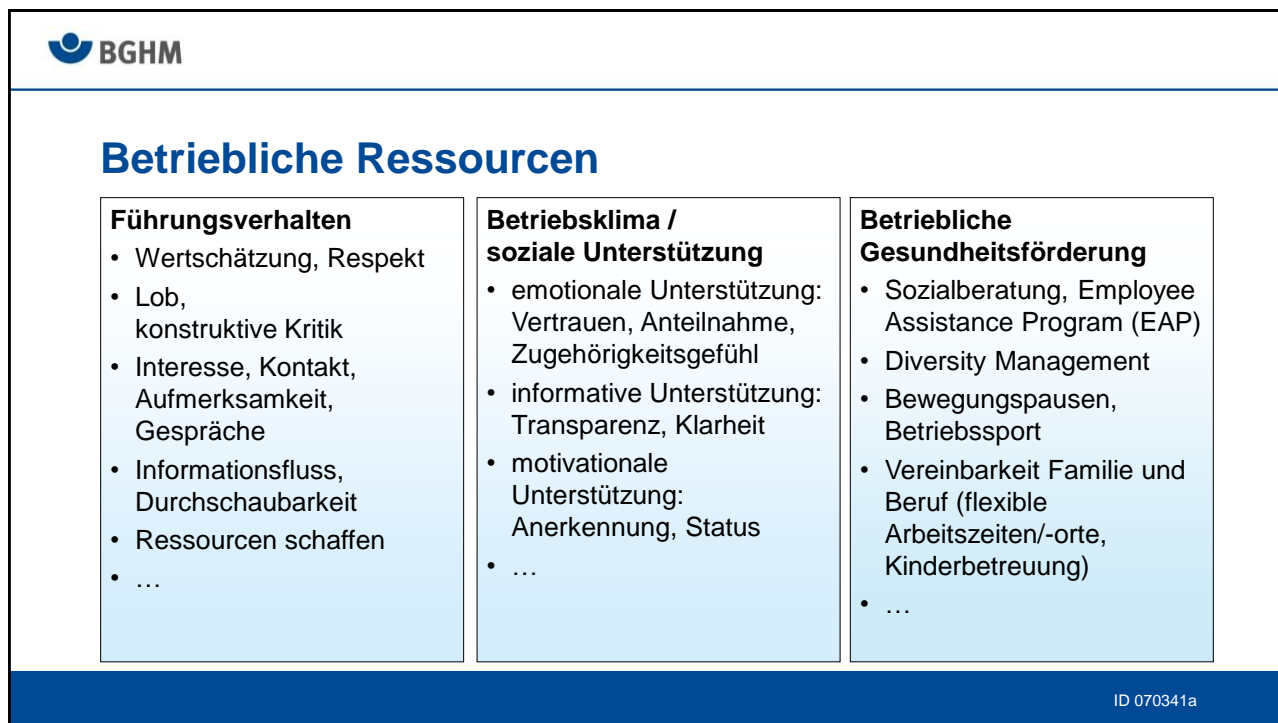 BGHM
Betriebliche Ressourcen
Führungsverhalten
• Wertschätzung, Respekt
• Lob,
konstruktive Kritik
• Interesse, Kontakt,
Aufmerksamkeit,
Gespräche
• Informationsfluss,
Durchschaubarkeit
• Ressourcen schaffen
• …
Betriebsklima /
soziale Unterstützung
• emotionale Unterstützung:
Vertrauen, Anteilnahme,
Zugehörigkeitsgefühl
• informative Unterstützung:
Transparenz, Klarheit
• motivationale
Unterstützung:
Anerkennung, Status
• …
Betriebliche
Gesundheitsförderung
• Sozialberatung, Employee
Assistance Program (EAP)
• Diversity Management
• Bewegungspausen,
Betriebssport
• Vereinbarkeit Familie und
Beruf (flexible
Arbeitszeiten/-orte,
Kinderbetreuung)
• …
ID 070341a